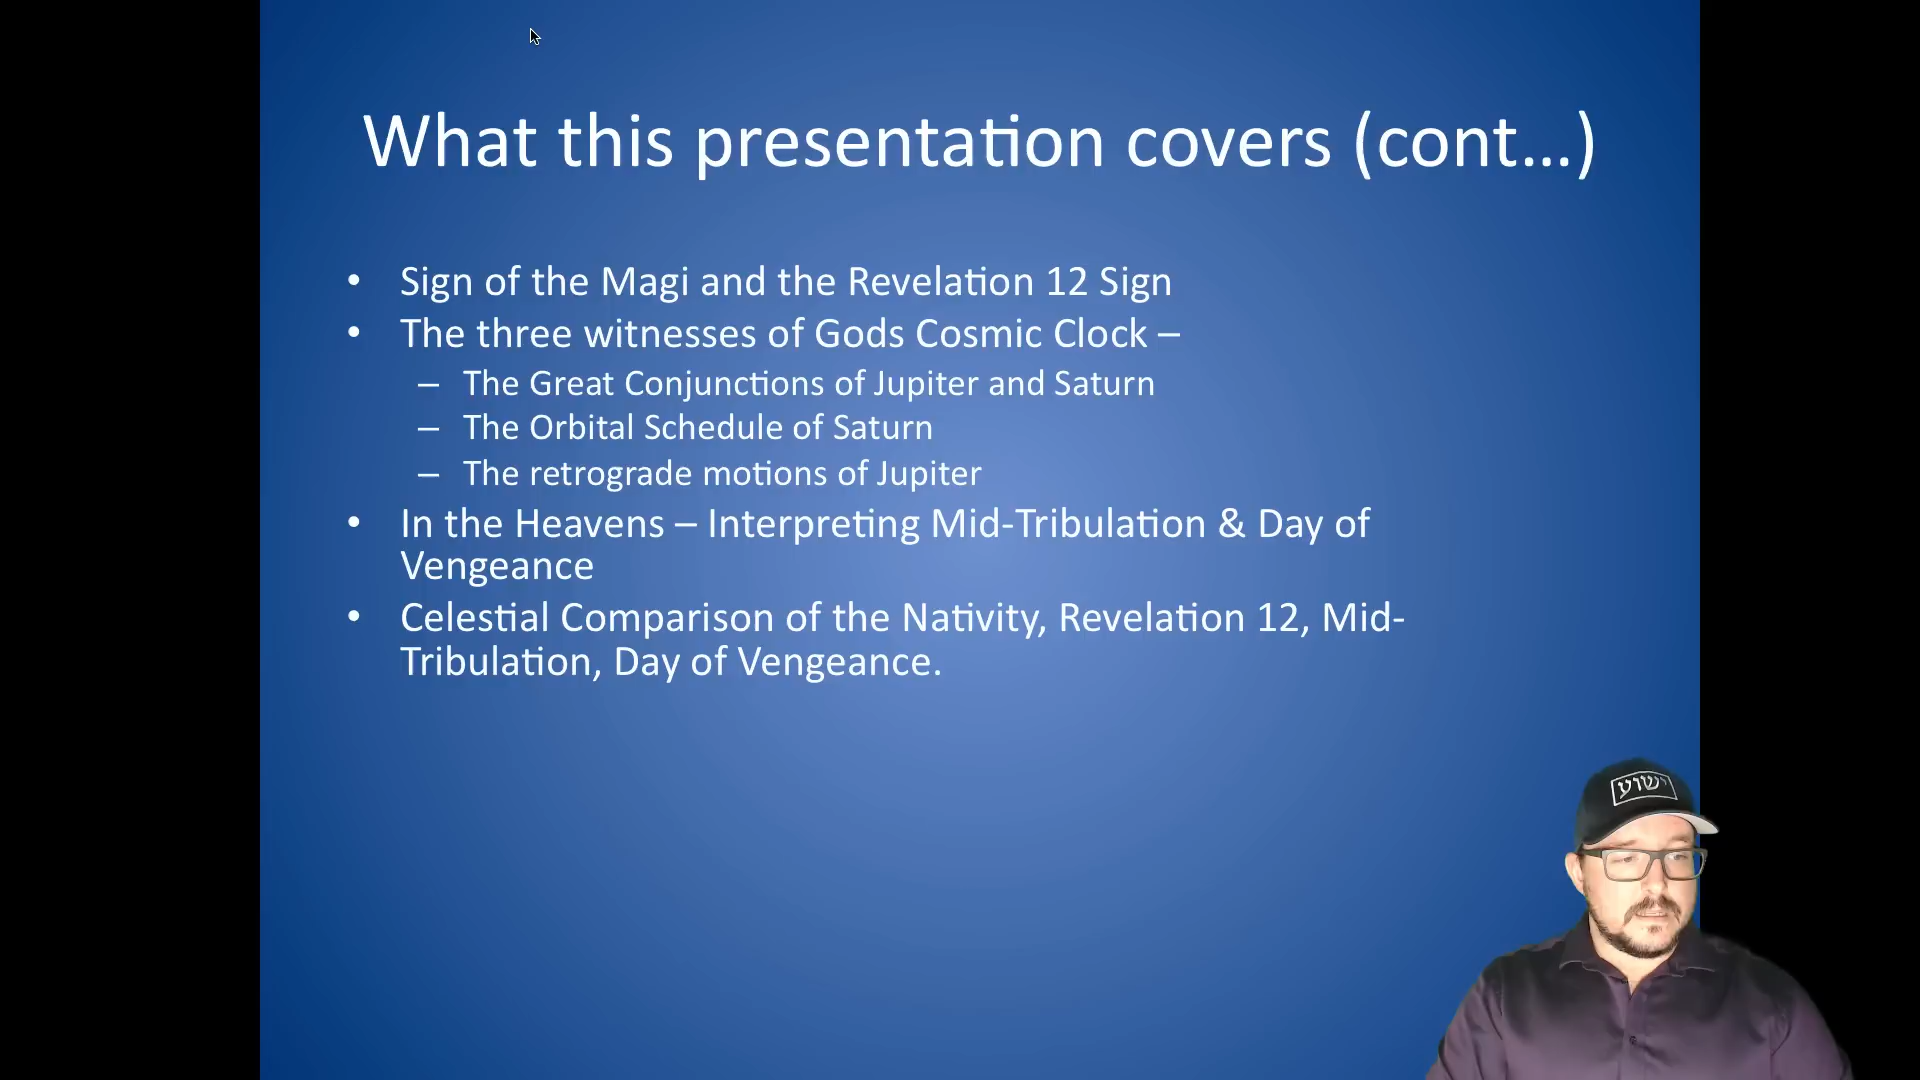 What this presentation covers (cont...)
• Sign of the Magi and the Revelation 12 Sign
• The three witnesses of Gods Cosmic Clock –
– The Great Conjunctions of Jupiter and Saturn
– The Orbital Schedule of Saturn
– The retrograde motions of Jupiter
• In the Heavens – Interpreting Mid-Tribulation & Day of
Vengeance
• Celestial Comparison of the Nativity, Revelation 12, Mid-
Tribulation, Day of Vengeance.
ישוע